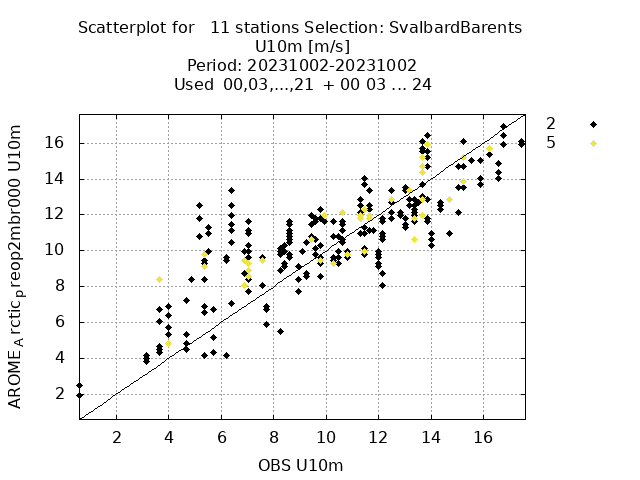 Scatterplot for   11 stations Selection: SvalbardBarents
U10m [m/s]
Period: 20231002-20231002
Used  00,03,...,21  + 00 03 ... 24
2
5
16
14
12
10
8
6
4
2
AROME_Arctic_preop2mbr000 U10m
2 4 6 8 10 12 14 16
OBS U10m